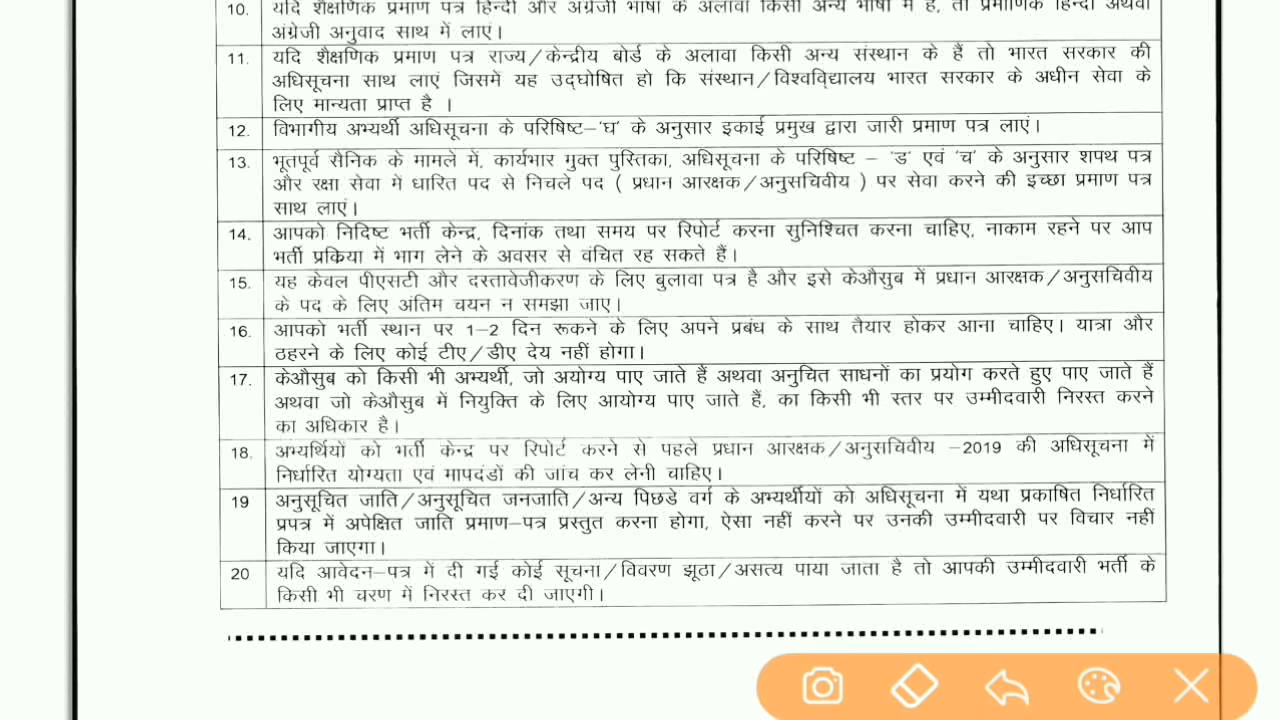 10. यदि शैक्षणिक प्रमाण पत्र हिन्दी और अंग्रेजी भाषा के अलावा किसी अन्य भाषा में है, तो प्रमाणिक हिन्दी अथवा
अंग्रेजी अनुवाद साथ में लाएं।
11. यदि शैक्षणिक प्रमाण पत्र राज्य/केन्द्रीय बोर्ड के अलावा किसी अन्य संस्थान के हैं तो भारत सरकार की
अधिसूचना साथ लाएं जिसमें यह उद्घोषित हो कि संस्थान/विश्वविद्यालय भारत सरकार के अधीन सेवा के
लिए मान्यता प्राप्त है ।
12. विभागीय अभ्यर्थी अधिसूचना के परिषिष्ट–'घ' के अनुसार इकाई प्रमुख द्वारा जारी प्रमाण पत्र लाएं।
13. भूतपूर्व सैनिक के मामले में, कार्यभार मुक्त पुस्तिका, अधिसूचना के परिषिष्ट – 'ड' एवं 'च' के अनुसार शपथ पत्र
और रक्षा सेवा में धारित पद से निचले पद ( प्रधान आरक्षक/अनुसचिवीय ) पर सेवा करने की इच्छा प्रमाण पत्र
साथ लाएं।
14. आपको निदिष्ट भर्ती केन्द्र, दिनांक तथा समय पर रिपोर्ट करना सुनिश्चित करना चाहिए, नाकाम रहने पर आप
भर्ती प्रक्रिया में भाग लेने के अवसर से वंचित रह सकते हैं।
15. यह केवल पीएसटी और दस्तावेजीकरण के लिए बुलावा पत्र है और इसे केऔसुब में प्रधान आरक्षक/अनुसचिवीय
के पद के लिए अंतिम चयन न समझा जाए।
16. आपको भर्ती स्थान पर 1–2 दिन रूकने के लिए अपने प्रबंध के साथ तैयार होकर आना चाहिए। यात्रा और
ठहरने के लिए कोई टीए/डीए देय नहीं होगा।
17. केऔसुब को किसी भी अभ्यर्थी, जो अयोग्य पाए जाते हैं अथवा अनुचित साधनों का प्रयोग करते हुए पाए जाते हैं
अथवा जो केऔसुब में नियुक्ति के लिए आयोग्य पाए जाते हैं, का किसी भी स्तर पर उम्मीदवारी निरस्त करने
का अधिकार है।
18. अभ्यर्थियों को भर्ती केन्द्र पर रिपोर्ट करने से पहले प्रधान आरक्षक/अनुसचिवीय –2019 की अधिसूचना में
निर्धारित योग्यता एवं मापदंडों की जांच कर लेनी चाहिए।
19 अनुसूचित जाति/अनुसूचित जनजाति/अन्य पिछडे वर्ग के अभ्यर्थीयों को अधिसूचना में यथा प्रकाषित निर्धारित
प्रपत्र में अपेक्षित जाति प्रमाण–पत्र प्रस्तुत करना होगा, ऐसा नहीं करने पर उनकी उम्मीदवारी पर विचार नहीं
किया जाएगा।
20 यदि आवेदन–पत्र में दी गई कोई सूचना/विवरण झूठा/असत्य पाया जाता है तो आपकी उम्मीदवारी भर्ती के
किसी भी चरण में निरस्त कर दी जाएगी।